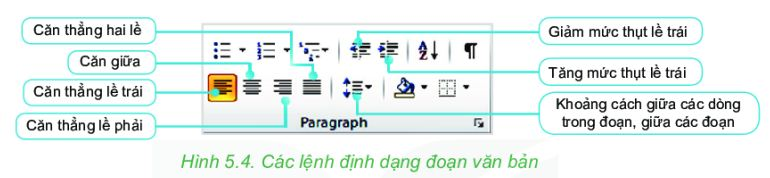 Căn thẳng hai lề
Căn giữa
Căn thẳng lề trái
Căn thẳng lề phải
Giảm mức thụt lề trái
Tăng mức thụt lề trái
Khoảng cách giữa các dòng
trong đoạn, giữa các đoạn
Paragraph
Hình 5.4. Các lệnh định dạng đoạn văn bản